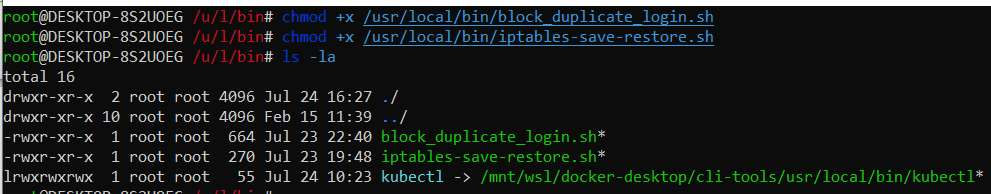 root@DESKTOP-8S2UOEG /u/l/bin# chmod +x /usr/local/bin/block_duplicate_login.sh
root@DESKTOP-8S2UOEG /u/l/bin# chmod +x /usr/local/bin/iptables-save-restore.sh
root@DESKTOP-8S2UOEG /u/l/bin# ls -la
total 16
drwxr-xr-x  2 root root 4096 Jul 24 16:27 ./
drwxr-xr-x 10 root root 4096 Feb 15 11:39 ../
-rwxr-xr-x  1 root root  664 Jul 23 22:40 block_duplicate_login.sh*
-rwxr-xr-x  1 root root  270 Jul 23 19:48 iptables-save-restore.sh*
lrwxrwxrwx  1 root root   55 Jul 24 10:23 kubectl -> /mnt/wsl/docker-desktop/cli-tools/usr/local/bin/kubectl*